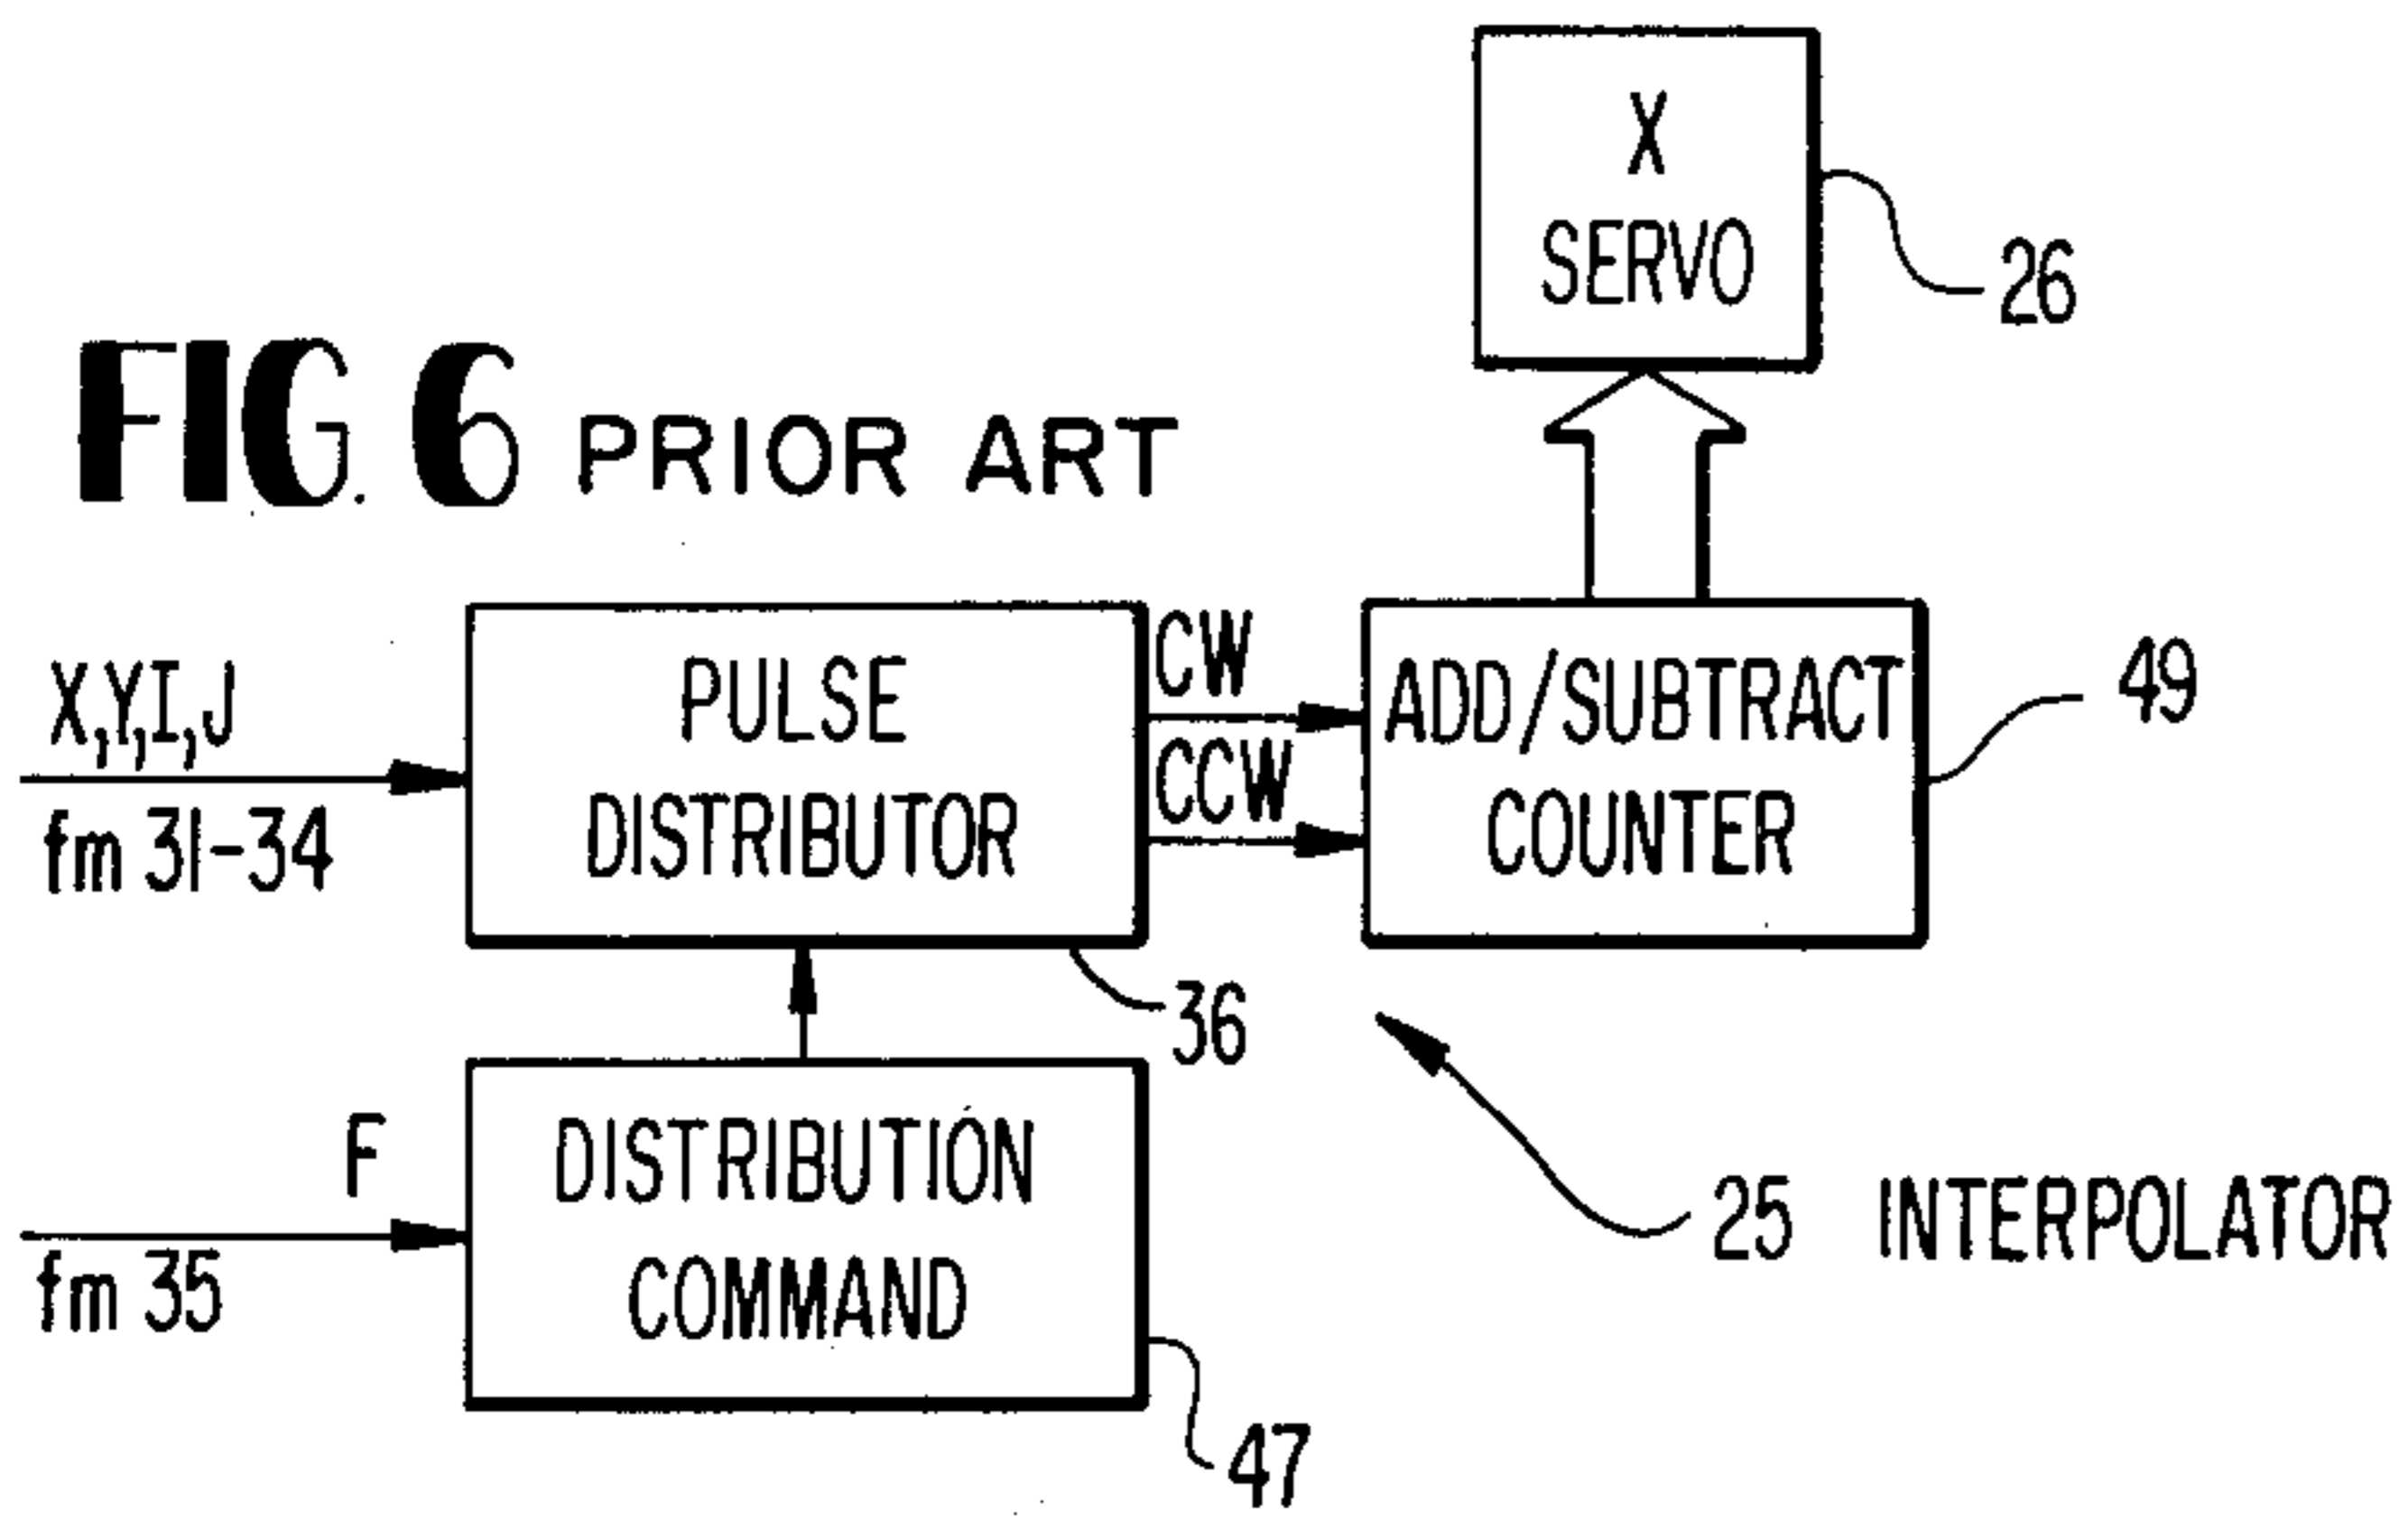 X
SERVO
26
FIG. 6 PRIOR ART
X,Y,I,J
fm 31-34
PULSE
DISTRIBUTOR
36
CW
CCW
ADD/SUBTRACT
COUNTER
49
F
fm 35
DISTRIBUTION
COMMAND
47
25 INTERPOLATOR